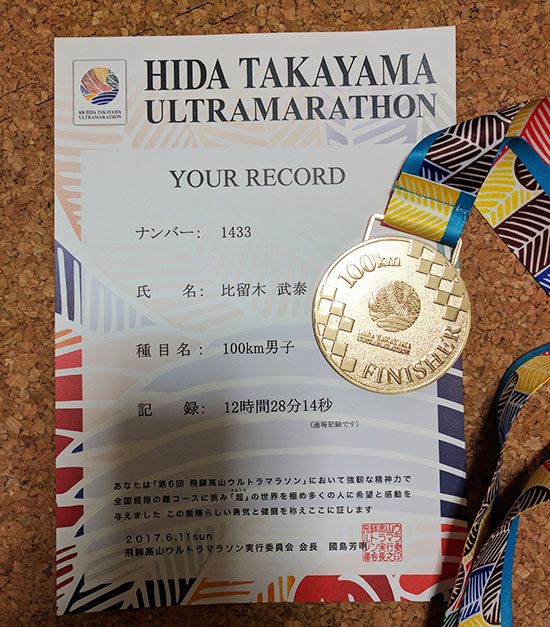 6th HIDA TAKAYAMA
ULTRAMARATHON
HIDA TAKAYAMA
ULTRAMARATHON
YOUR RECORD
ナンバー: 1433
氏 名: 比留木 武泰
種目名: 100km男子
記 録: 12時間28分14秒
(速報記録です)
100km
HIDA TAKAYAMA
ULTRAMARATHON
FINISHER
あなたは「第6回 飛騨高山ウルトラマラソン」において強靭な精神力で
全国屈指の難コースに挑み「超」の世界を極め多くの人に希望と感動を
与えました この素晴らしい勇気と健闘を称えここに証します
2017.6.11sun
飛騨高山ウルトラマラソン実行委員会 会長 國島芳明